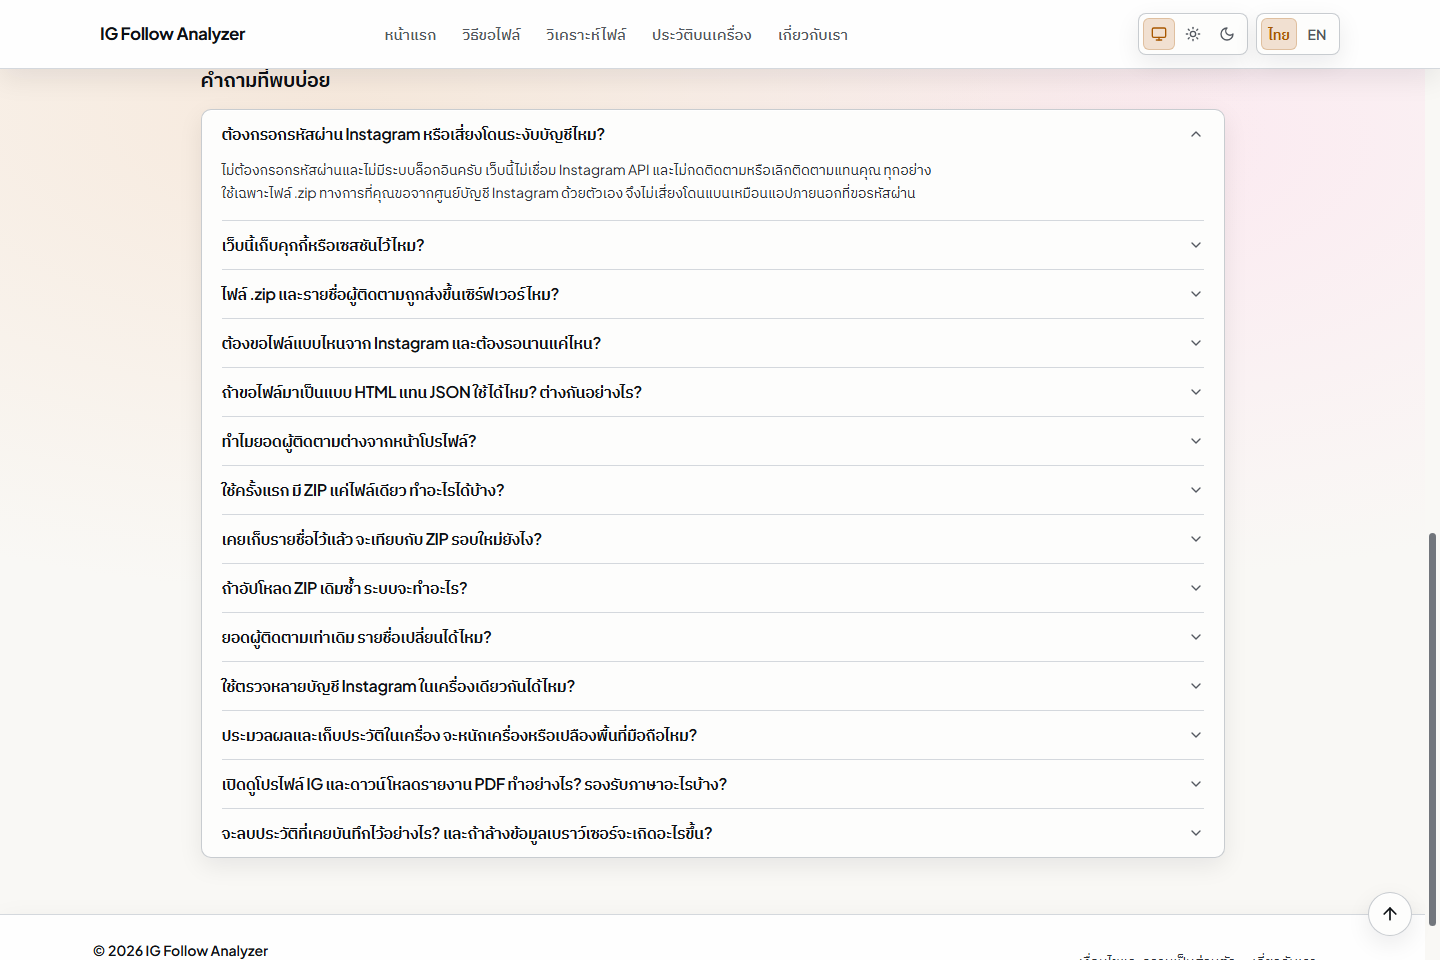 IG Follow Analyzer
หน้าแรก
วิธีขอไฟล์
วิเคราะห์ไฟล์
ประวัติบนเครื่อง
เกี่ยวกับเรา
ไทย
EN
คำถามที่พบบ่อย
ต้องกรอกรหัสผ่าน Instagram หรือเสี่ยงโดนระงับบัญชีไหม?
ไม่ต้องกรอกรหัสผ่านและไม่มีระบบล็อกอินครับ เว็บนี้ไม่เชื่อม Instagram API และไม่กดติดตามหรือเลิกติดตามแทนคุณ ทุกอย่าง
ใช้เฉพาะไฟล์ .zip ทางการที่คุณขอจากศูนย์บัญชี Instagram ด้วยตัวเอง จึงไม่เสี่ยงโดนแบนเหมือนแอปภายนอกที่ขอรหัสผ่าน
เว็บนี้เก็บคุกกี้หรือเซสชันไว้ไหม?
ไฟล์ .zip และรายชื่อผู้ติดตามถูกส่งขึ้นเซิร์ฟเวอร์ไหม?
ต้องขอไฟล์แบบไหนจาก Instagram และต้องรอนานแค่ไหน?
ถ้าขอไฟล์มาเป็นแบบ HTML แทน JSON ใช้ได้ไหม? ต่างกันอย่างไร?
ทำไมยอดผู้ติดตามต่างจากหน้าโปรไฟล์?
ใช้ครั้งแรก มี ZIP แค่ไฟล์เดียว ทำอะไรได้บ้าง?
เคยเก็บรายชื่อไว้แล้ว จะเทียบกับ ZIP รอบใหม่ยังไง?
ถ้าอัปโหลด ZIP เดิมซ้ำ ระบบจะทำอะไร?
ยอดผู้ติดตามเท่าเดิม รายชื่อเปลี่ยนได้ไหม?
ใช้ตรวจหลายบัญชี Instagram ในเครื่องเดียวกันได้ไหม?
ประมวลผลและเก็บประวัติในเครื่อง จะหนักเครื่องหรือเปลืองพื้นที่มือถือไหม?
เปิดดูโปรไฟล์ IG และดาวน์โหลดรายงาน PDF ทำอย่างไร? รองรับภาษาอะไรบ้าง?
จะลบประวัติที่เคยบันทึกไว้อย่างไร? และถ้าล้างข้อมูลเบราว์เซอร์จะเกิดอะไรขึ้น?
© 2026 IG Follow Analyzer